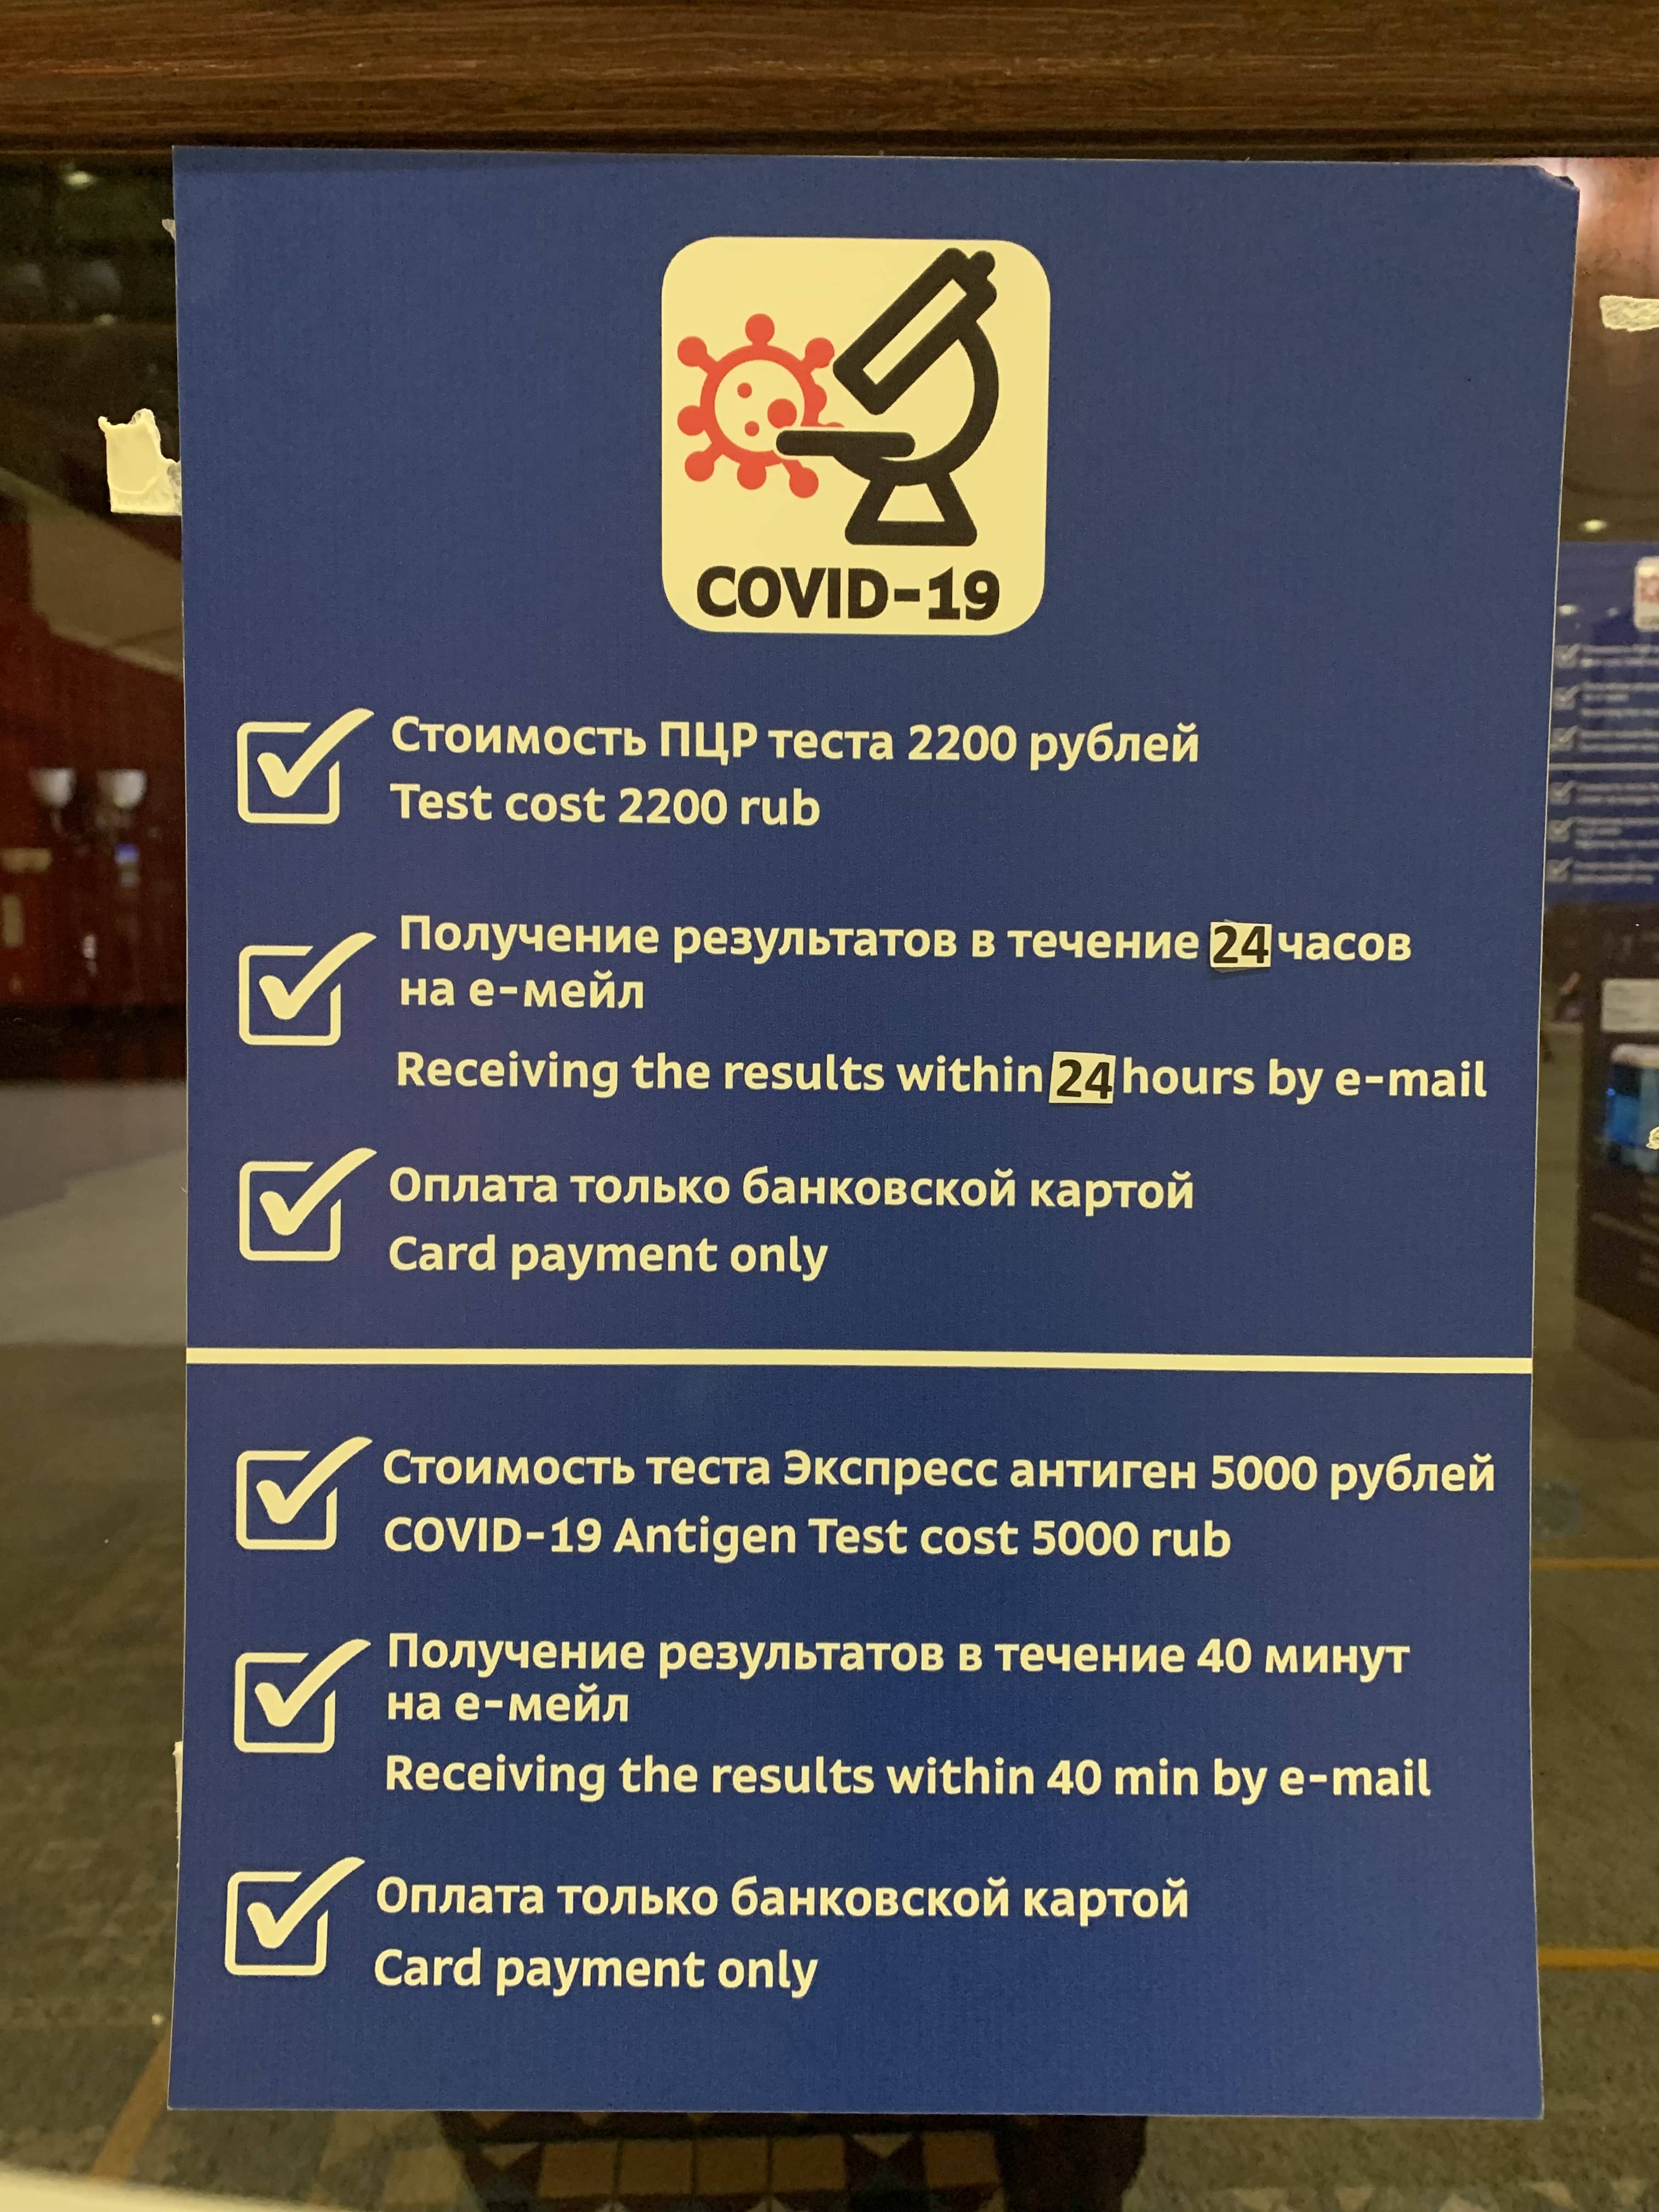 COVID-19
Стоимость ПЦР теста 2200 рублей
Test cost 2200 rub
Получение результатов в течение 24 часов
на е-мейл
Receiving the results within 24 hours by e-mail
Оплата только банковской картой
Card payment only
Стоимость теста Экспресс антиген 5000 рублей
COVID-19 Antigen Test cost 5000 rub
Получение результатов в течение 40 минут
на е-мейл
Receiving the results within 40 min by e-mail
Оплата только банковской картой
Card payment only